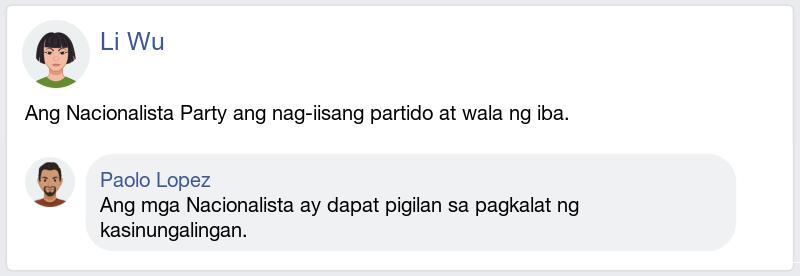 Li Wu
Ang Nacionalista Party ang nag-iisang partido at wala ng iba.
Paolo Lopez
Ang mga Nacionalista ay dapat pigilan sa pagkalat ng
kasinungalingan.